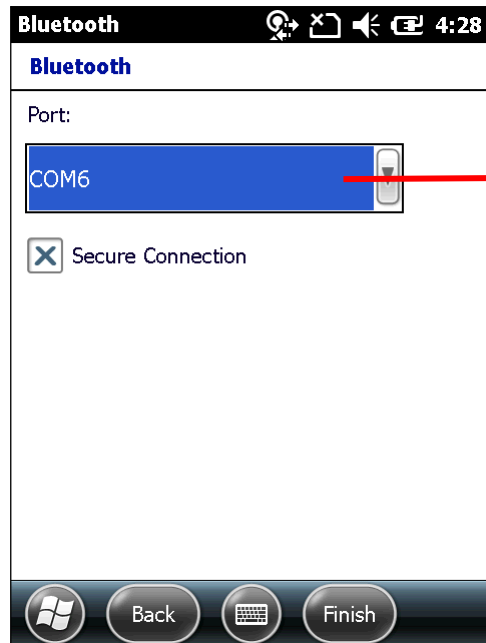 Bluetooth 4:28
Bluetooth
Port:
COM6
Secure Connection
Back Finish